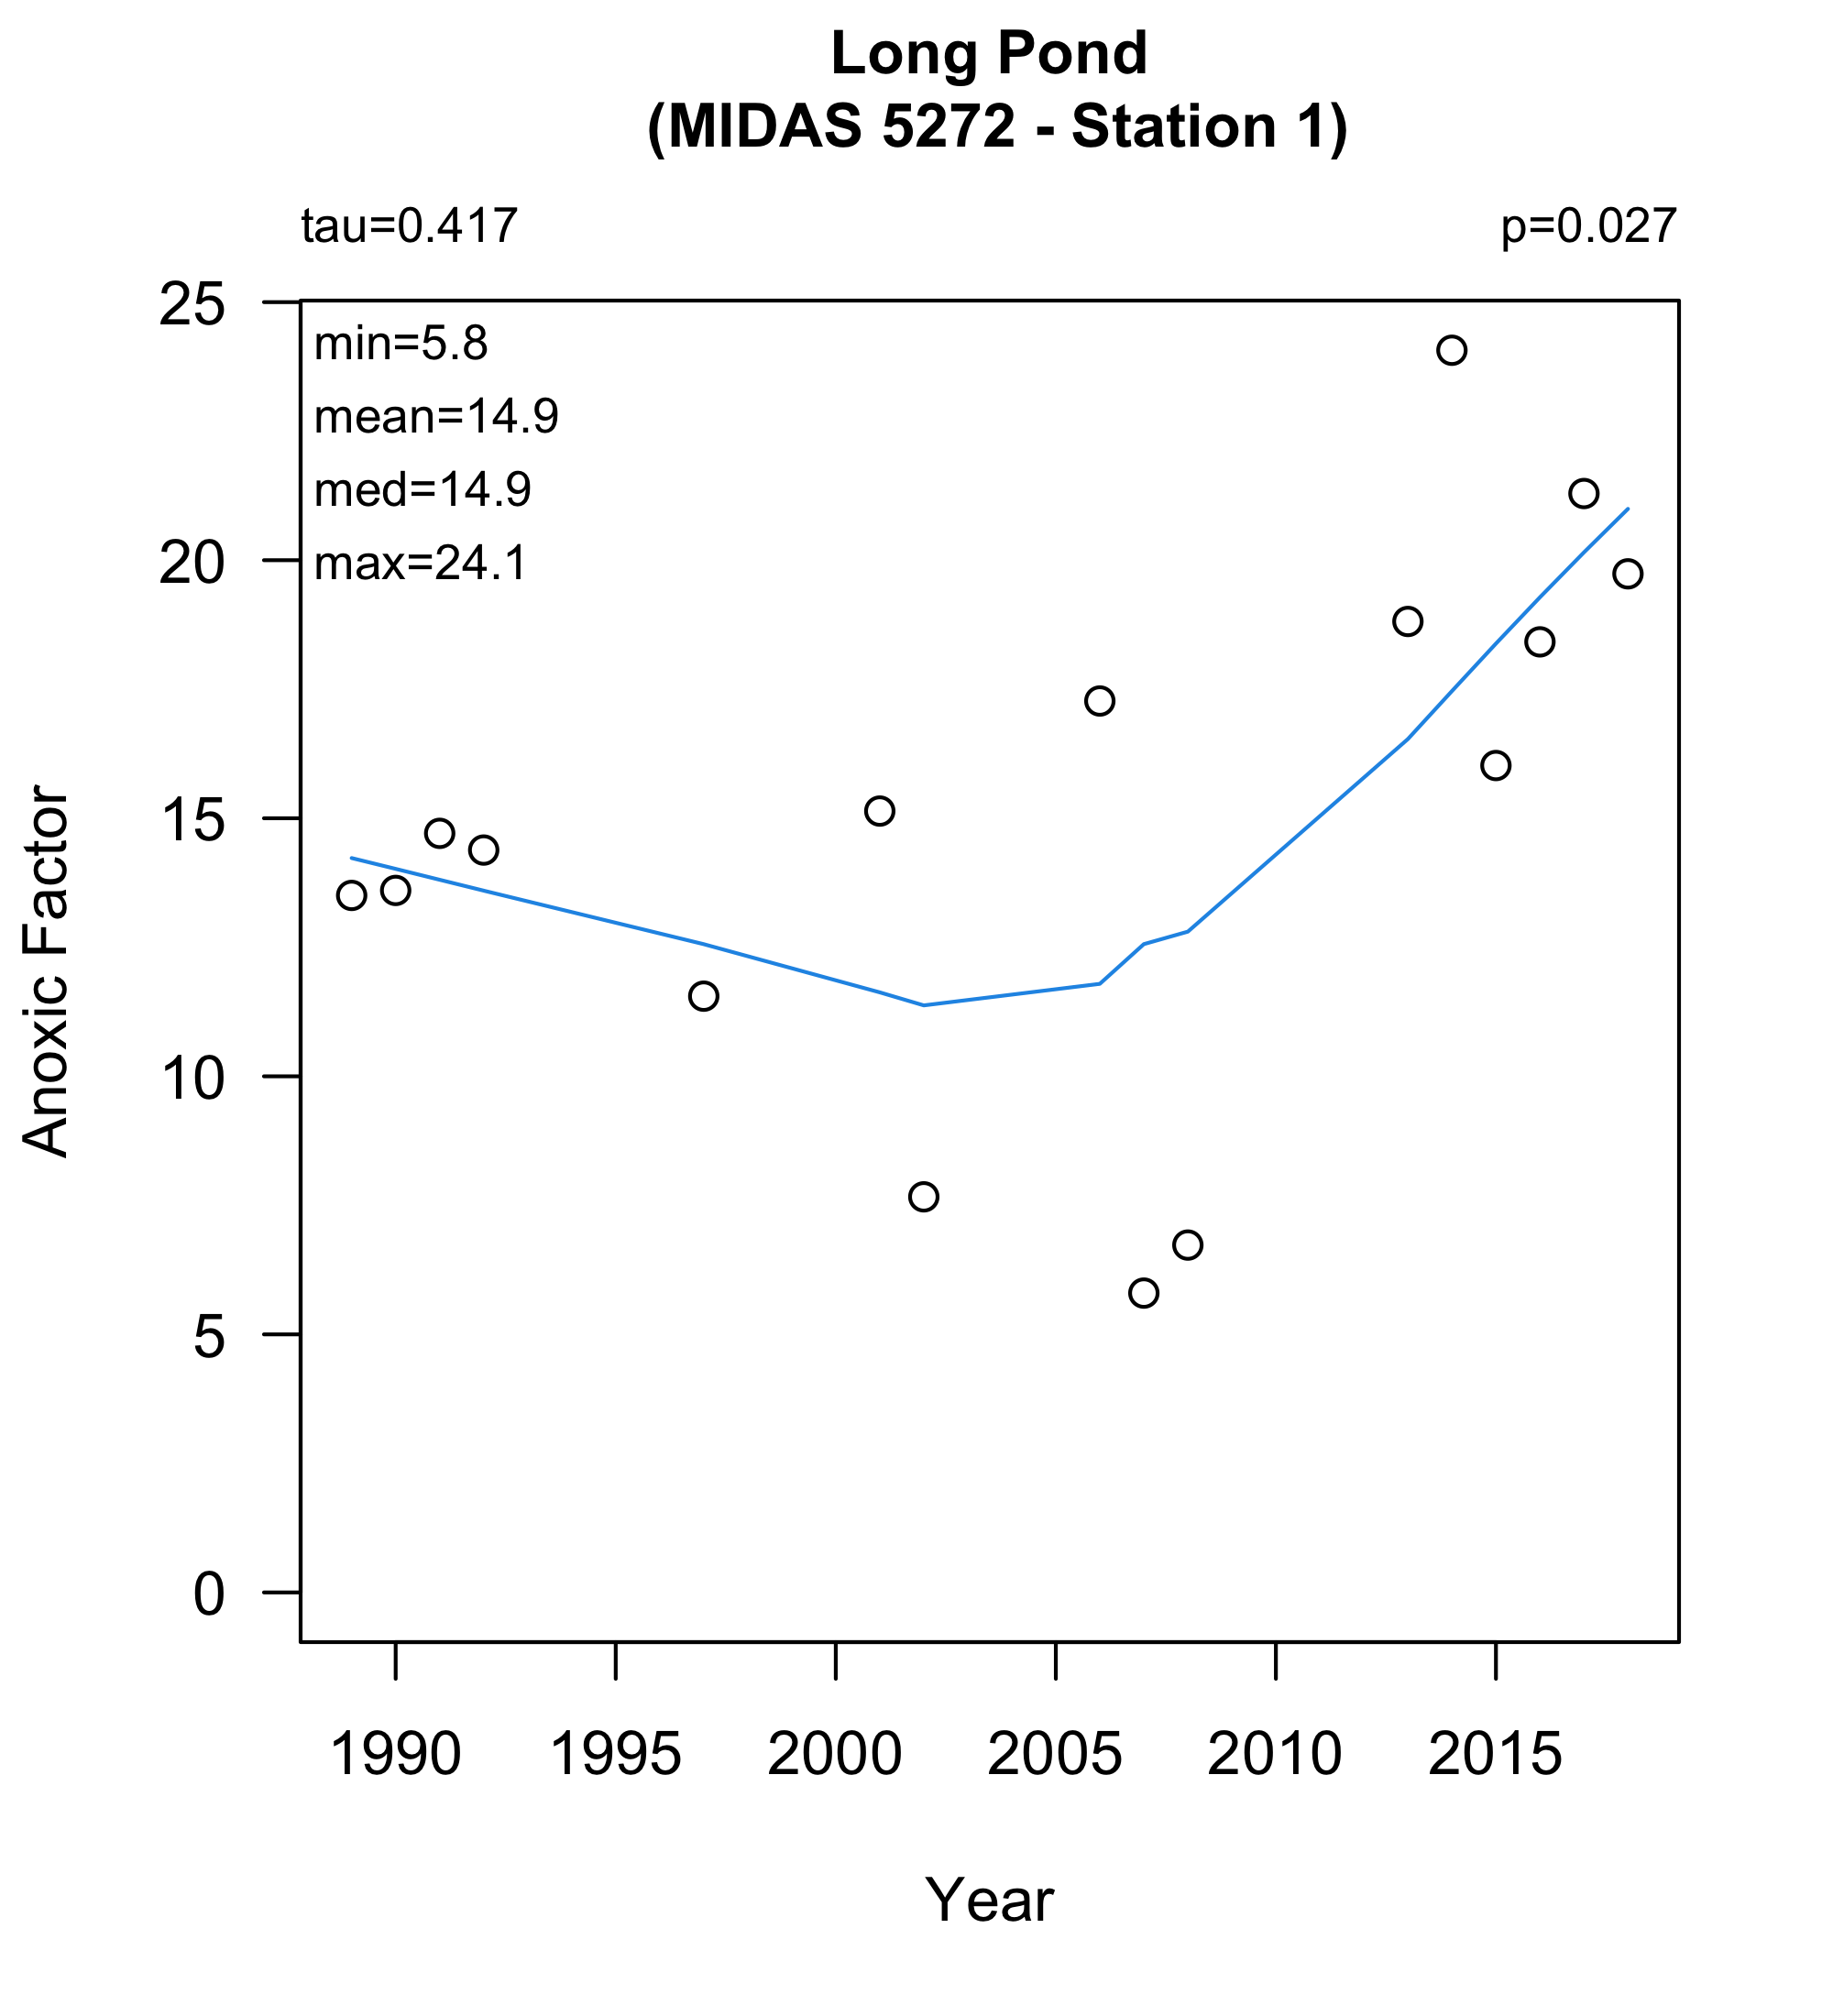 Long Pond
(MIDAS 5272 - Station 1)
tau=0.417
p=0.027
min=5.8
mean=14.9
med=14.9
max=24.1
25
20
15
10
5
0
Anoxic Factor
1990 1995 2000 2005 2010 2015
Year